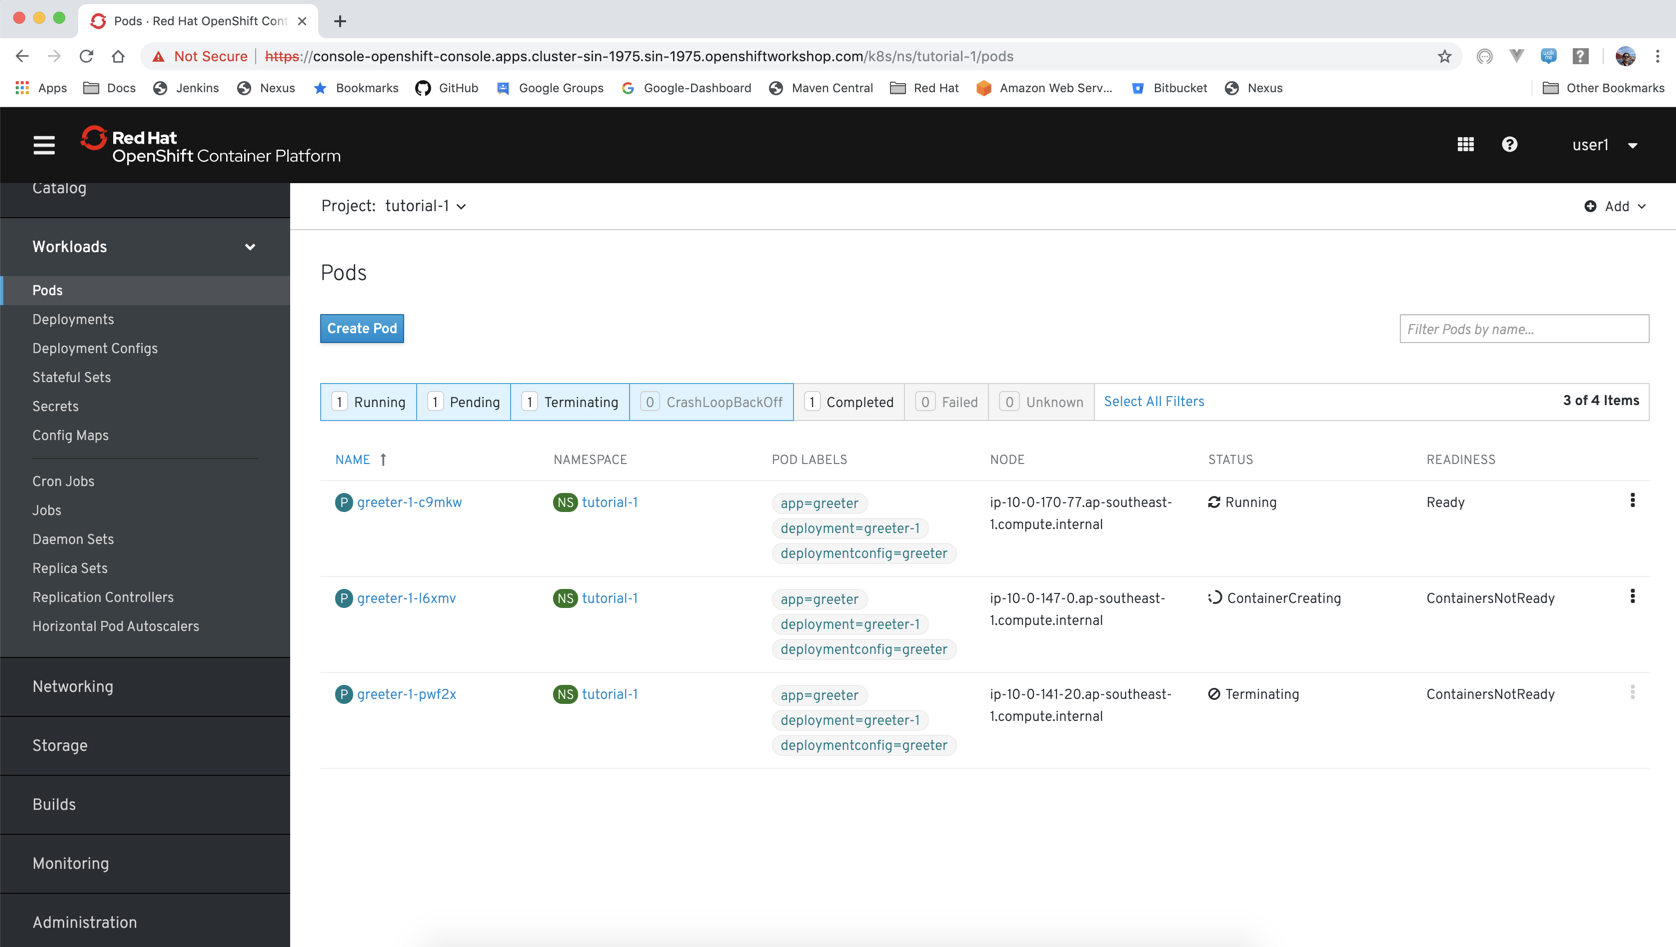 Pods · Red Hat OpenShift Cont
Not Secure
https://console-openshift-console.apps.cluster-sin-1975.sin-1975.openshiftworkshop.com/k8s/ns/tutorial-1/pods
Apps Docs Jenkins Nexus Bookmarks GitHub Google Groups Google-Dashboard Maven Central Red Hat Amazon Web Serv... Bitbucket Nexus Other Bookmarks
Red Hat
OpenShift Container Platform
user1
Catalog
Workloads
Pods
Deployments
Deployment Configs
Stateful Sets
Secrets
Config Maps
Cron Jobs
Jobs
Daemon Sets
Replica Sets
Replication Controllers
Horizontal Pod Autoscalers
Networking
Storage
Builds
Monitoring
Administration
Project: tutorial-1
Add
Pods
Create Pod
Filter Pods by name...
1 Running 1 Pending 1 Terminating 0 CrashLoopBackOff 1 Completed 0 Failed 0 Unknown Select All Filters 3 of 4 Items
NAME NAMESPACE POD LABELS NODE STATUS READINESS
P greeter-1-c9mkw NS tutorial-1 app=greeter ip-10-0-170-77.ap-southeast- Running Ready
deployment=greeter-1 1.compute.internal
deploymentconfig=greeter
P greeter-1-l6xmv NS tutorial-1 app=greeter ip-10-0-147-0.ap-southeast- ContainerCreating ContainersNotReady
deployment=greeter-1 1.compute.internal
deploymentconfig=greeter
P greeter-1-pwf2x NS tutorial-1 app=greeter ip-10-0-141-20.ap-southeast- Terminating ContainersNotReady
deployment=greeter-1 1.compute.internal
deploymentconfig=greeter